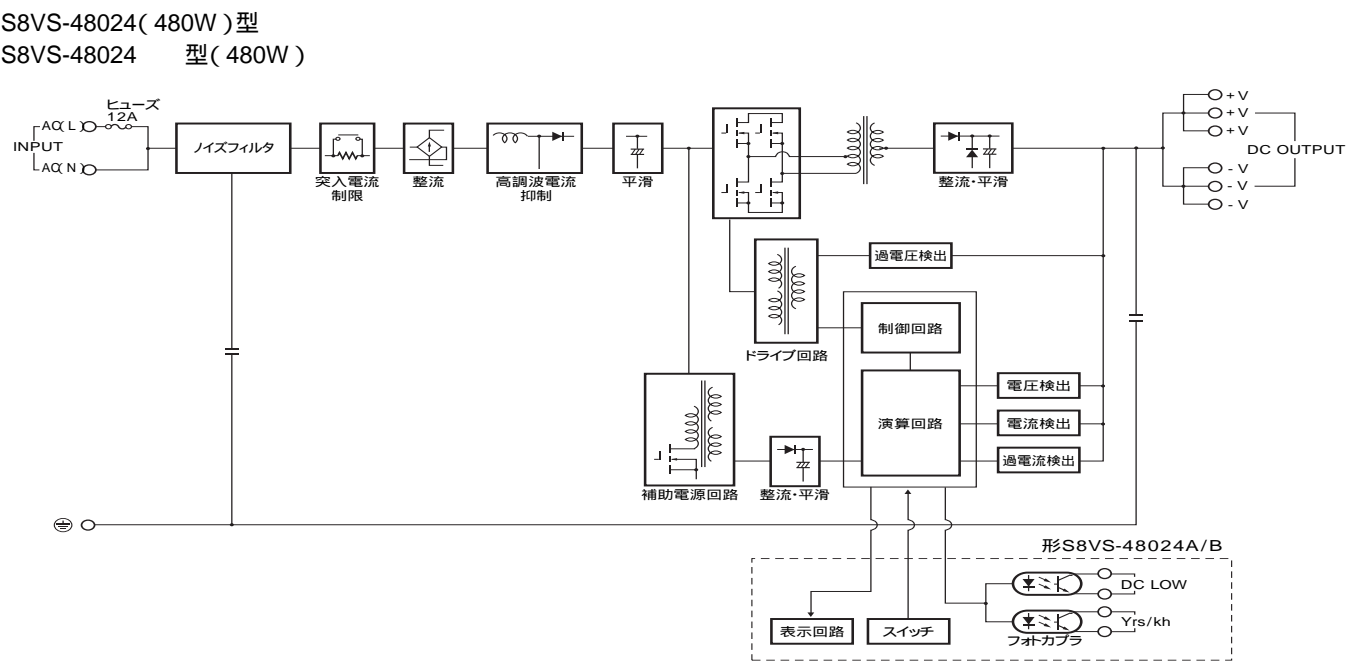 S8VS-48024(480W)型
S8VS-48024 型(480W)
ヒューズ
12A
AC(L)
INPUT
AC(N)
ノイズフィルタ
突入電流
制限
整流
高調波電流
抑制
平滑
整流・平滑
+V
+V
+V
DC OUTPUT
-V
-V
-V
過電圧検出
ドライブ回路
制御回路
演算回路
電圧検出
電流検出
過電流検出
補助電源回路
整流・平滑
形S8VS-48024A/B
表示回路
スイッチ
DC LOW
Yrs/kh
フォトカプラ